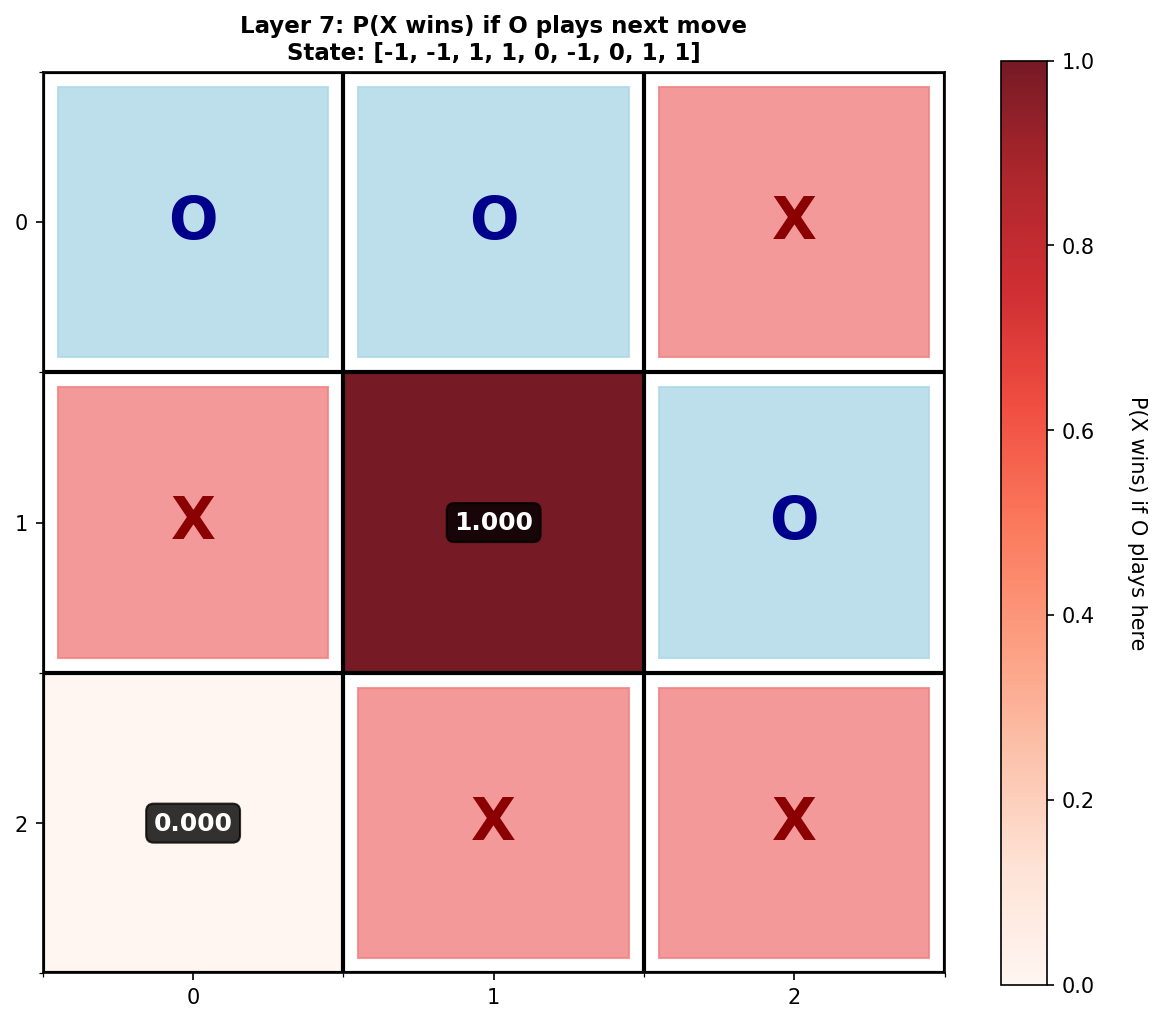 Layer 7: P(X wins) if O plays next move
State: [-1, -1, 1, 1, 0, -1, 0, 1, 1]
0
O
O
X
1
X
1.000
O
2
0.000
X
X
0
1
2
1.0
0.8
0.6
0.4
0.2
0.0
P(X wins) if O plays here